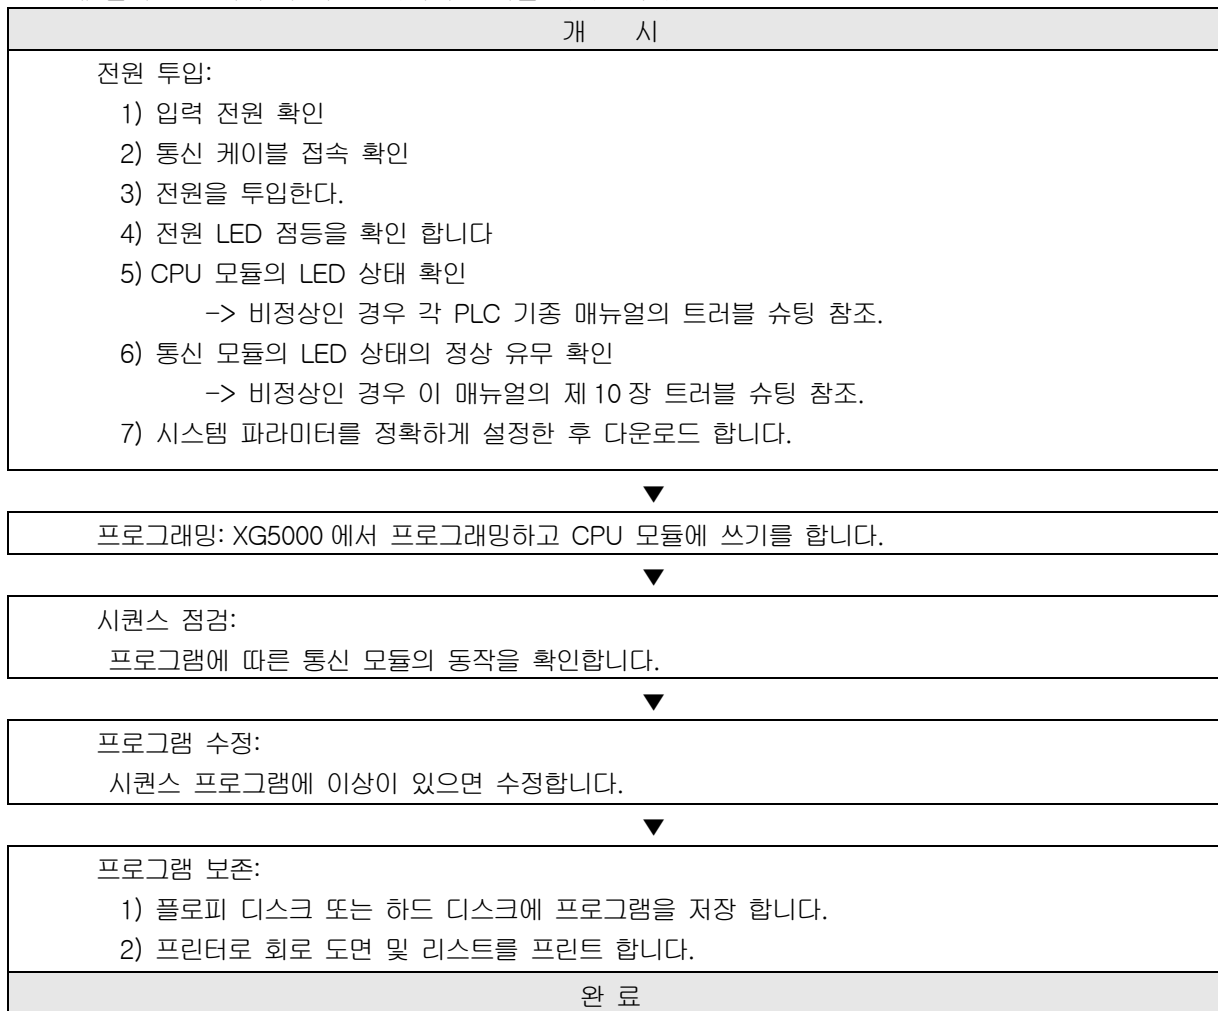 개 시
전원 투입:
1) 입력 전원 확인
2) 통신 케이블 접속 확인
3) 전원을 투입한다.
4) 전원 LED 점등을 확인 합니다
5) CPU 모듈의 LED 상태 확인
-> 비정상인 경우 각 PLC 기종 매뉴얼의 트러블 슈팅 참조.
6) 통신 모듈의 LED 상태의 정상 유무 확인
-> 비정상인 경우 이 매뉴얼의 제 10 장 트러블 슈팅 참조.
7) 시스템 파라미터를 정확하게 설정한 후 다운로드 합니다.
▼
프로그래밍: XG5000 에서 프로그래밍하고 CPU 모듈에 쓰기를 합니다.
▼
시퀀스 점검:
프로그램에 따른 통신 모듈의 동작을 확인합니다.
▼
프로그램 수정:
시퀀스 프로그램에 이상이 있으면 수정합니다.
▼
프로그램 보존:
1) 플로피 디스크 또는 하드 디스크에 프로그램을 저장 합니다.
2) 프린터로 회로 도면 및 리스트를 프린트 합니다.
완 료